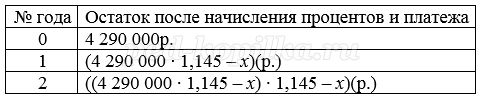 № года Остаток после начисления процентов и платежа
0 4 290 000р.
1 (4 290 000 · 1,145 – x)(р.)
2 ((4 290 000 · 1,145 – x) · 1,145 – x)(р.)